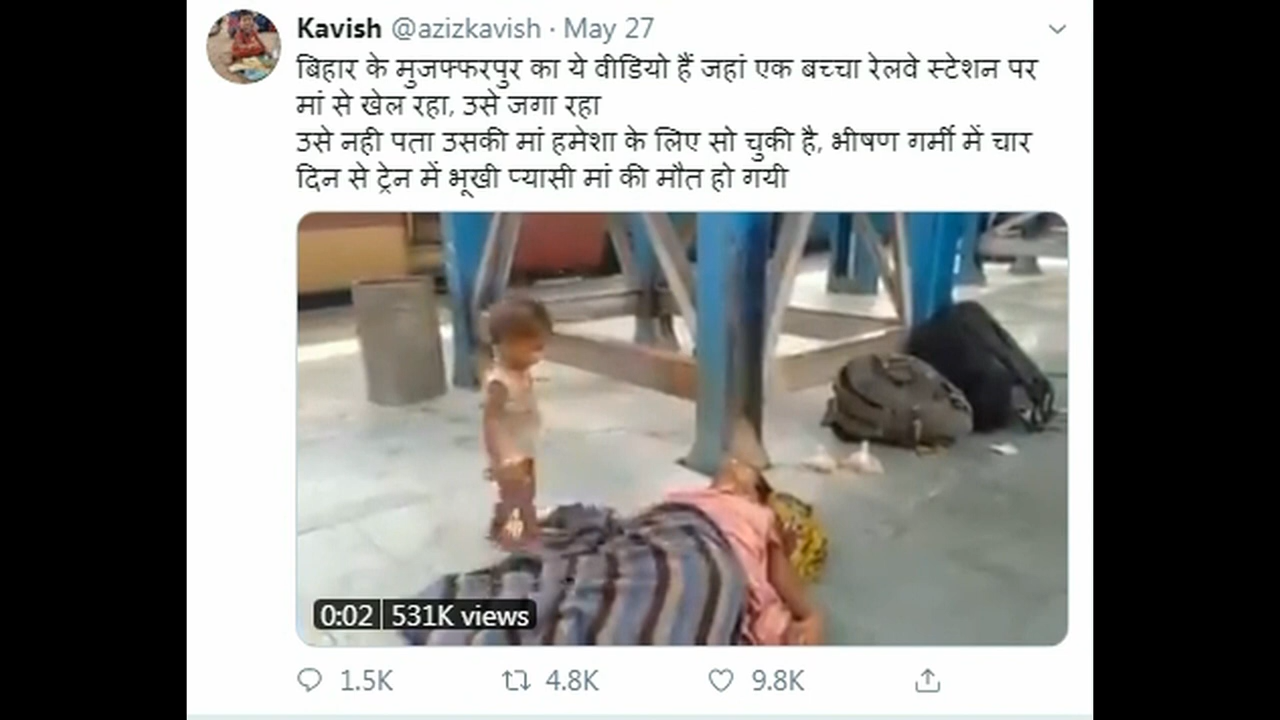 Kavish @azizkavish · May 27
बिहार के मुजफ्फरपुर का ये वीडियो हैं जहां एक बच्चा रेलवे स्टेशन पर
मां से खेल रहा, उसे जगा रहा
उसे नही पता उसकी मां हमेशा के लिए सो चुकी है, भीषण गर्मी में चार
दिन से ट्रेन में भूखी प्यासी मां की मौत हो गयी
0:02 | 531K views
1.5K 4.8K 9.8K